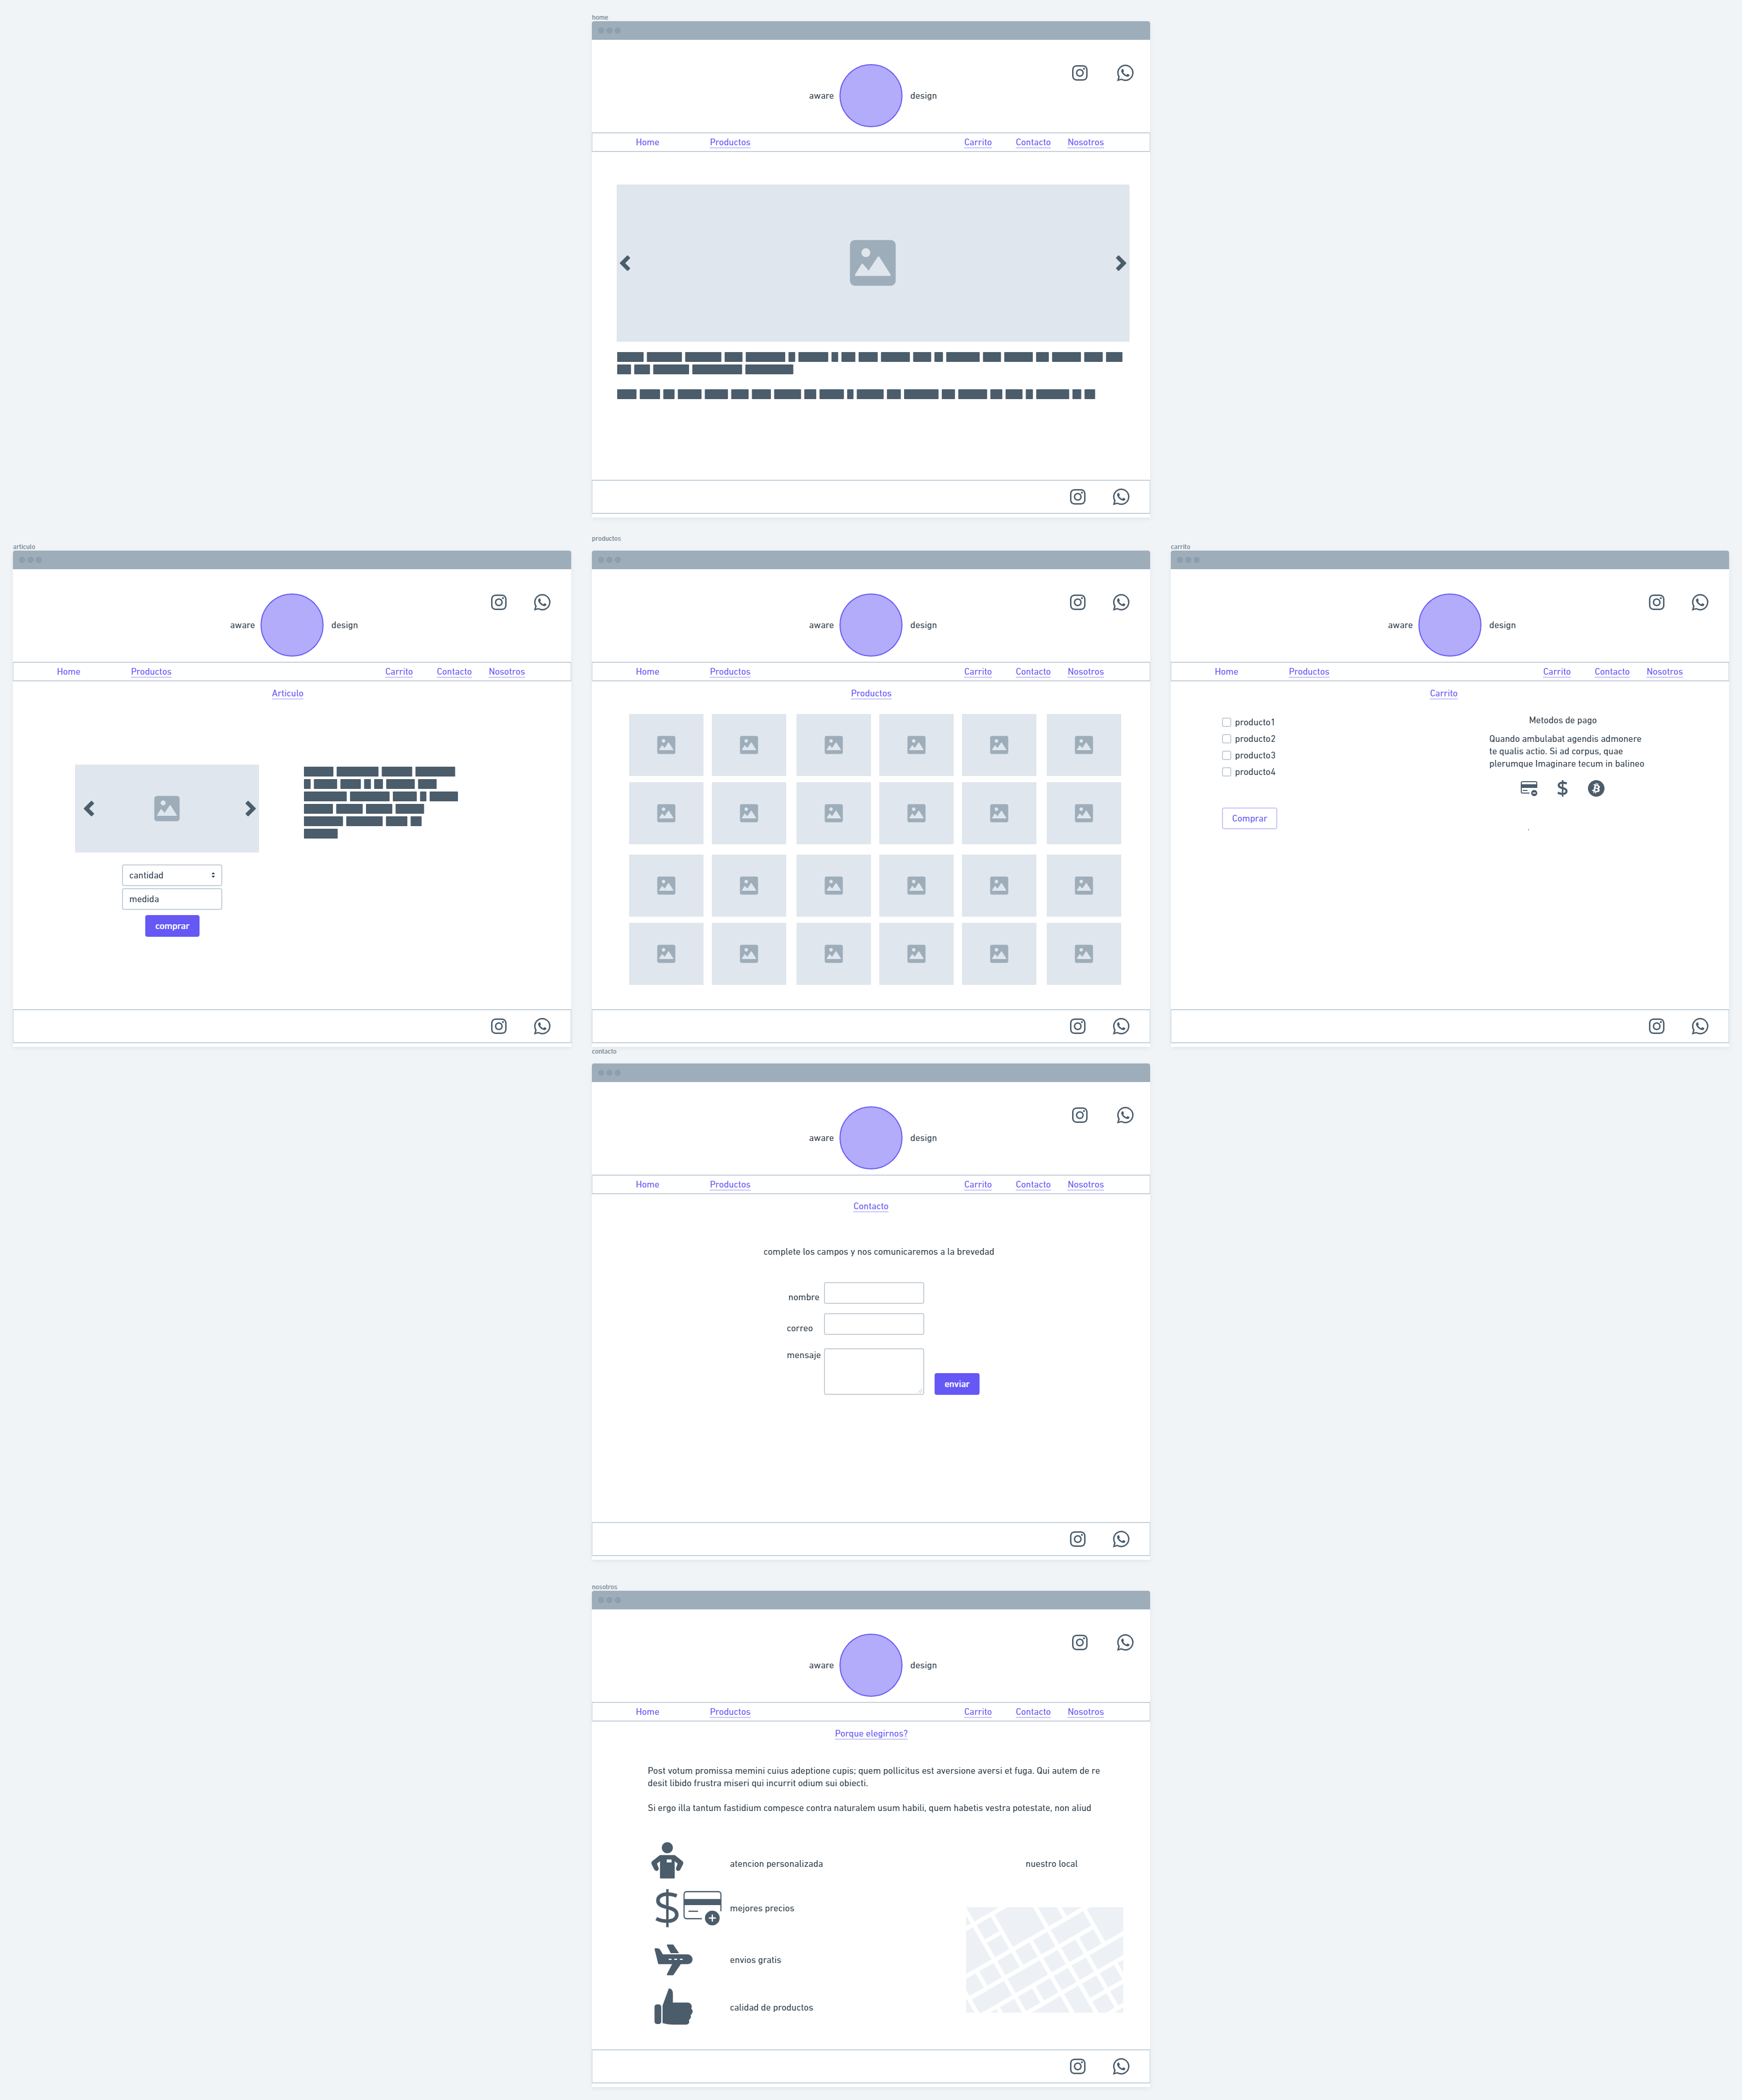 home
aware design
Home Productos Carrito Contacto Nosotros
articulo
aware design
Home Productos Carrito Contacto Nosotros
Articulo
cantidad
medida
comprar
productos
aware design
Home Productos Carrito Contacto Nosotros
Productos
carrito
aware design
Home Productos Carrito Contacto Nosotros
Carrito
producto1
producto2
producto3
producto4
Comprar
Metodos de pago
Quando ambulabat agendis admonere
te qualis actio. Si ad corpus, quae
plerumque Imaginare tecum in balineo
contacto
aware design
Home Productos Carrito Contacto Nosotros
Contacto
complete los campos y nos comunicaremos a la brevedad
nombre
correo
mensaje
enviar
nosotros
aware design
Home Productos Carrito Contacto Nosotros
Porque elegirnos?
Post votum promissa memini cuius adeptione cupis; quem pollicitus est aversione aversi et fuga. Qui autem de re
desit libido frustra miseri qui incurrit odium sui obiecti.
Si ergo illa tantum fastidium compesce contra naturalem usum habili, quem habetis vestra potestate, non aliud
atencion personalizada
mejores precios
envios gratis
calidad de productos
nuestro local